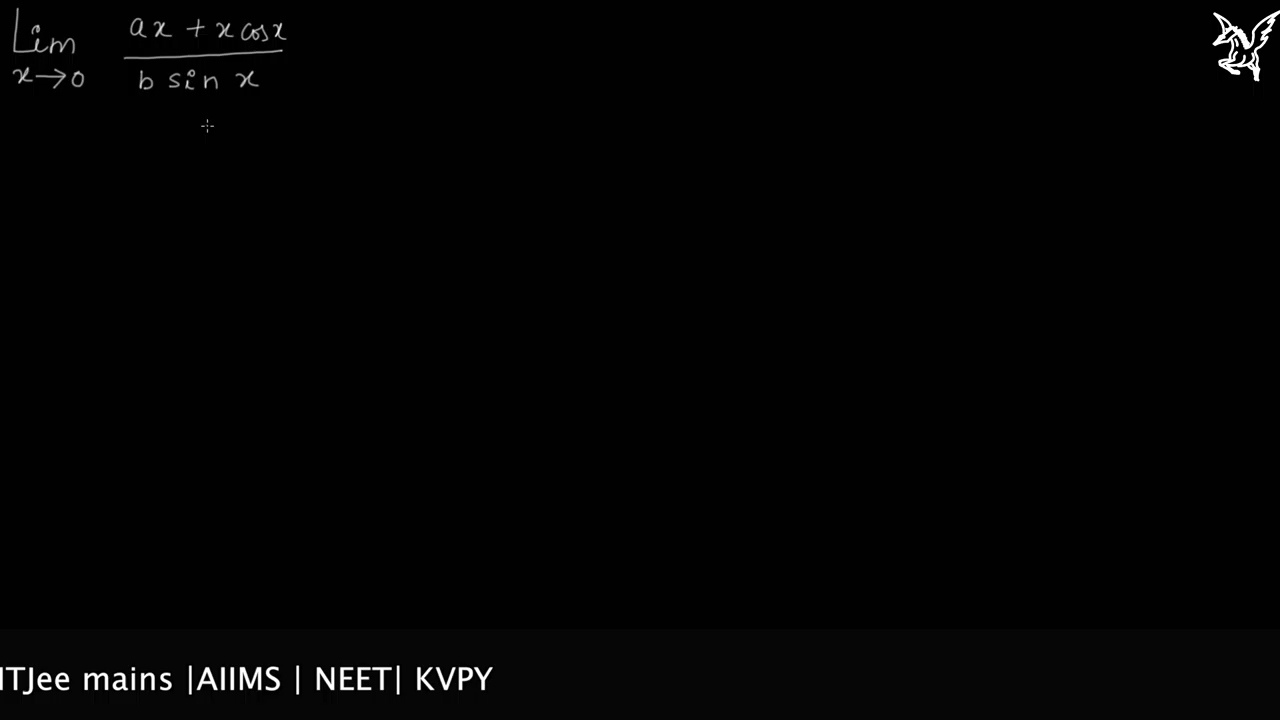 Lim ax + x cos x
x→0 b sin x
ITJee mains |AIIMS | NEET| KVPY